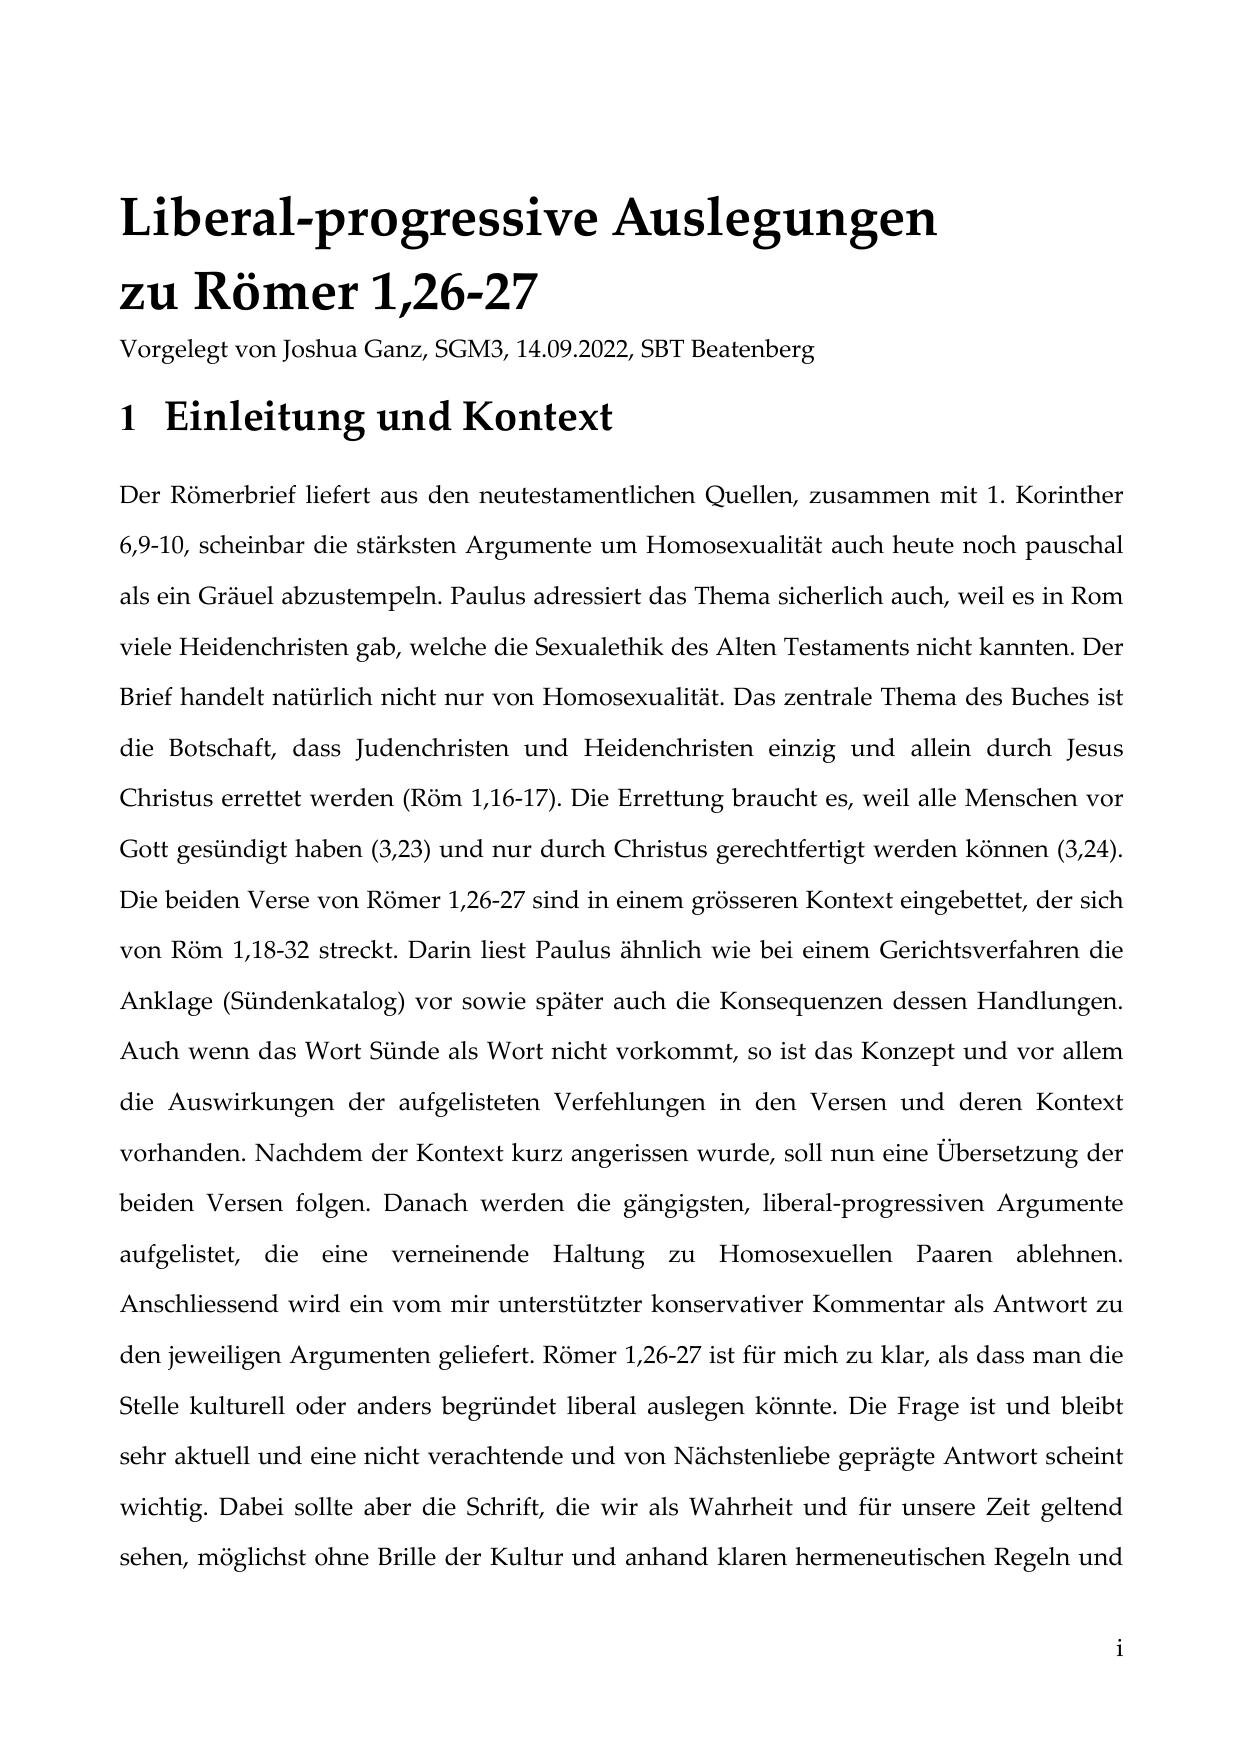 Liberal-progressive Auslegungen
zu Römer 1,26-27
Vorgelegt von Joshua Ganz, SGM3, 14.09.2022, SBT Beatenberg
1 Einleitung und Kontext
Der Römerbrief liefert aus den neutestamentlichen Quellen, zusammen mit 1. Korinther
6,9-10, scheinbar die stärksten Argumente um Homosexualität auch heute noch pauschal
als ein Gräuel abzustempeln. Paulus adressiert das Thema sicherlich auch, weil es in Rom
viele Heidenchristen gab, welche die Sexualethik des Alten Testaments nicht kannten. Der
Brief handelt natürlich nicht nur von Homosexualität. Das zentrale Thema des Buches ist
die Botschaft, dass Judenchristen und Heidenchristen einzig und allein durch Jesus
Christus errettet werden (Röm 1,16-17). Die Errettung braucht es, weil alle Menschen vor
Gott gesündigt haben (3,23) und nur durch Christus gerechtfertigt werden können (3,24).
Die beiden Verse von Römer 1,26-27 sind in einem grösseren Kontext eingebettet, der sich
von Röm 1,18-32 streckt. Darin liest Paulus ähnlich wie bei einem Gerichtsverfahren die
Anklage (Sündenkatalog) vor sowie später auch die Konsequenzen dessen Handlungen.
Auch wenn das Wort Sünde als Wort nicht vorkommt, so ist das Konzept und vor allem
die Auswirkungen der aufgelisteten Verfehlungen in den Versen und deren Kontext
vorhanden. Nachdem der Kontext kurz angerissen wurde, soll nun eine Übersetzung der
beiden Versen folgen. Danach werden die gängigsten, liberal-progressiven Argumente
aufgelistet, die eine verneinende Haltung zu Homosexuellen Paaren ablehnen.
Anschliessend wird ein vom mir unterstützter konservativer Kommentar als Antwort zu
den jeweiligen Argumenten geliefert. Römer 1,26-27 ist für mich zu klar, als dass man die
Stelle kulturell oder anders begründet liberal auslegen könnte. Die Frage ist und bleibt
sehr aktuell und eine nicht verachtende und von Nächstenliebe geprägte Antwort scheint
wichtig. Dabei sollte aber die Schrift, die wir als Wahrheit und für unsere Zeit geltend
sehen, möglichst ohne Brille der Kultur und anhand klaren hermeneutischen Regeln und
i